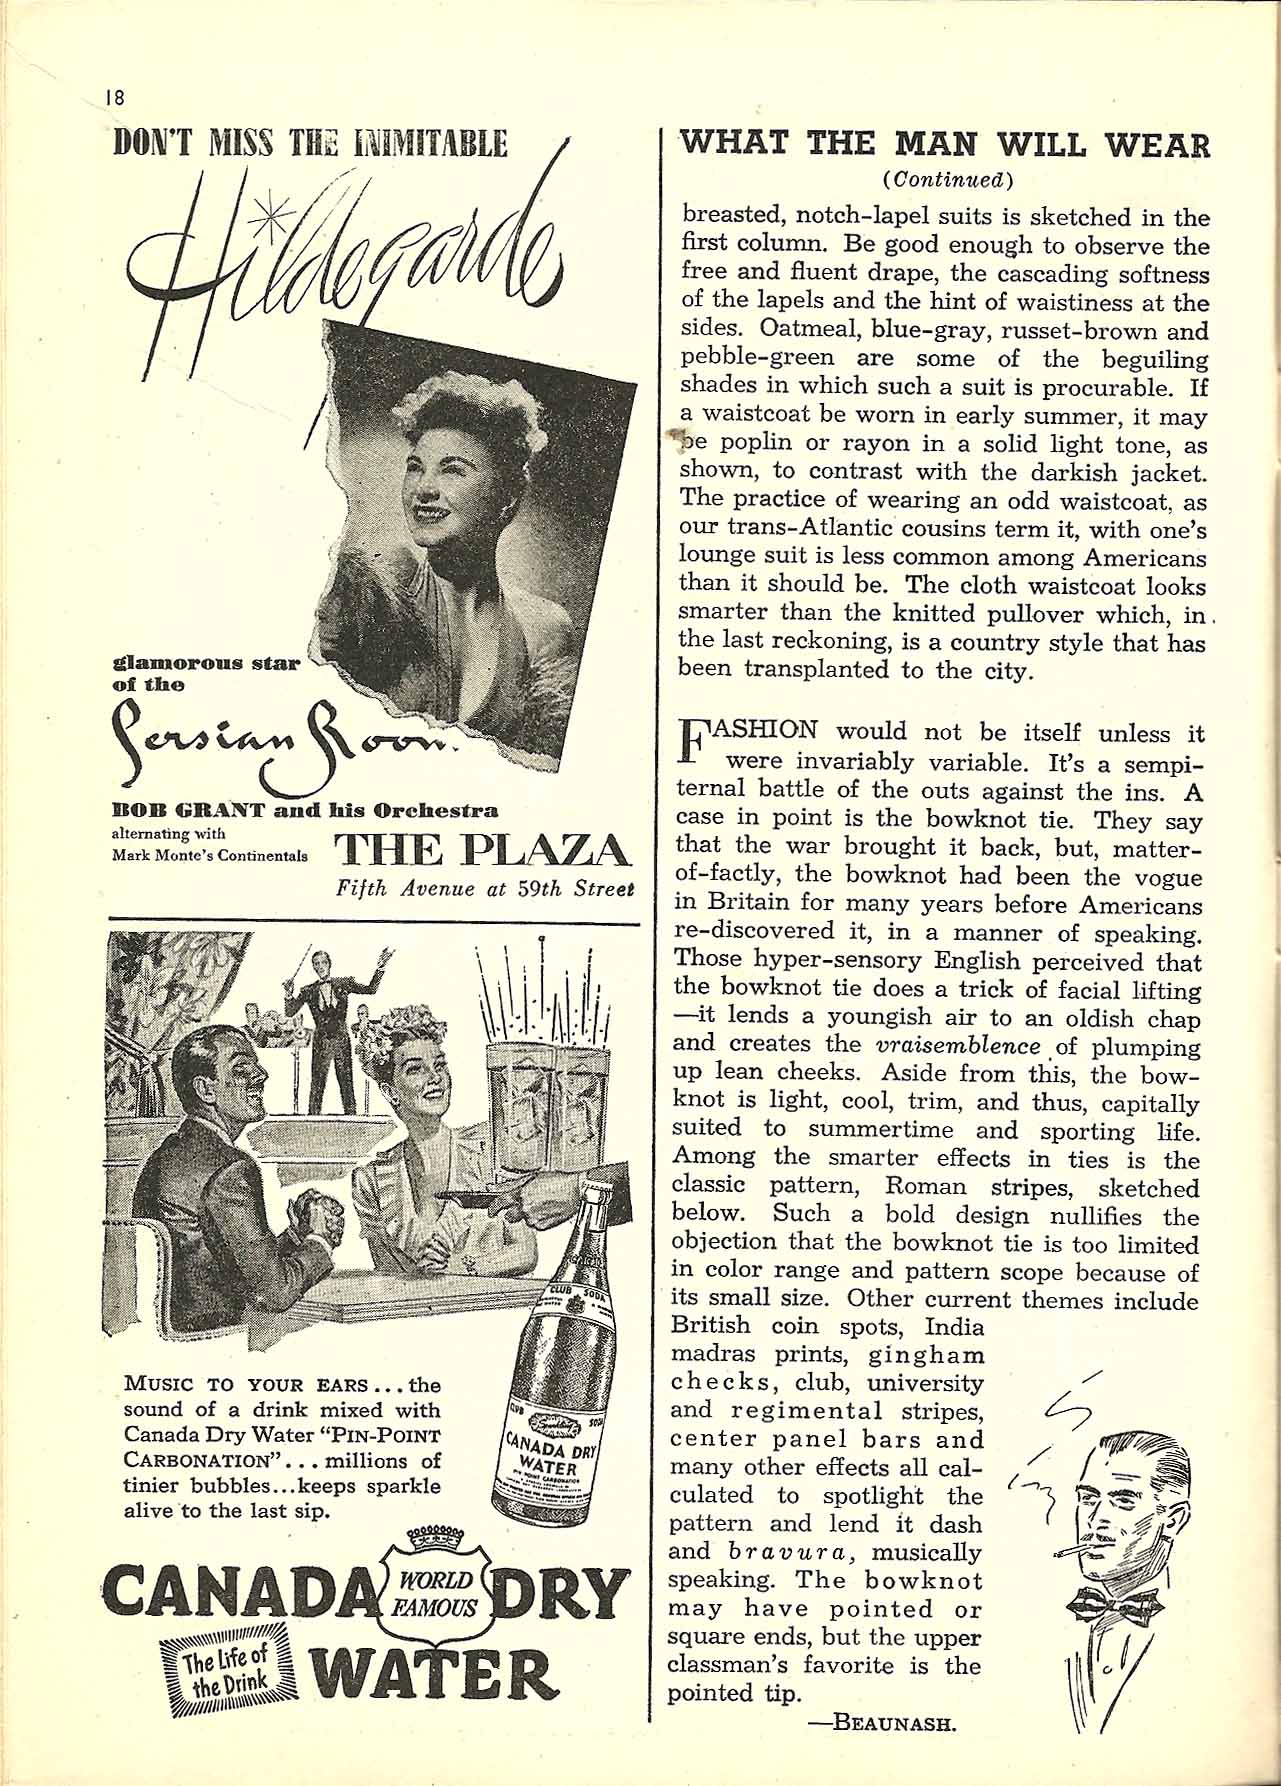 18
DON'T MISS THE INIMITABLE
Hildegarde
glamorous star
of the
Persian Room
BOB GRANT and his Orchestra
alternating with
Mark Monte's Continentals
THE PLAZA
Fifth Avenue at 59th Street
CLUB SODA
CLUB SODA
Sparkling
CANADA DRY
WATER
PIN POINT CARBONATION
MUSIC TO YOUR EARS...the
sound of a drink mixed with
Canada Dry Water "PIN-POINT
CARBONATION"...millions of
tinier bubbles...keeps sparkle
alive to the last sip.
CANADA DRY
WORLD
FAMOUS
WATER
The Life of
the Drink
WHAT THE MAN WILL WEAR
(Continued)
breasted, notch-lapel suits is sketched in the
first column. Be good enough to observe the
free and fluent drape, the cascading softness
of the lapels and the hint of waistiness at the
sides. Oatmeal, blue-gray, russet-brown and
pebble-green are some of the beguiling
shades in which such a suit is procurable. If
a waistcoat be worn in early summer, it may
be poplin or rayon in a solid light tone, as
shown, to contrast with the darkish jacket.
The practice of wearing an odd waistcoat, as
our trans-Atlantic cousins term it, with one's
lounge suit is less common among Americans
than it should be. The cloth waistcoat looks
smarter than the knitted pullover which, in
the last reckoning, is a country style that has
been transplanted to the city.
FASHION would not be itself unless it
were invariably variable. It's a sempi-
ternal battle of the outs against the ins. A
case in point is the bowknot tie. They say
that the war brought it back, but, matter-
of-factly, the bowknot had been the vogue
in Britain for many years before Americans
re-discovered it, in a manner of speaking.
Those hyper-sensory English perceived that
the bowknot tie does a trick of facial lifting
—it lends a youngish air to an oldish chap
and creates the vraisemblence of plumping
up lean cheeks. Aside from this, the bow-
knot is light, cool, trim, and thus, capitally
suited to summertime and sporting life.
Among the smarter effects in ties is the
classic pattern, Roman stripes, sketched
below. Such a bold design nullifies the
objection that the bowknot tie is too limited
in color range and pattern scope because of
its small size. Other current themes include
British coin spots, India
madras prints, gingham
checks, club, university
and regimental stripes,
center panel bars and
many other effects all cal-
culated to spotlight the
pattern and lend it dash
and bravura, musically
speaking. The bowknot
may have pointed or
square ends, but the upper
classman's favorite is the
pointed tip.
—BEAUNASH.